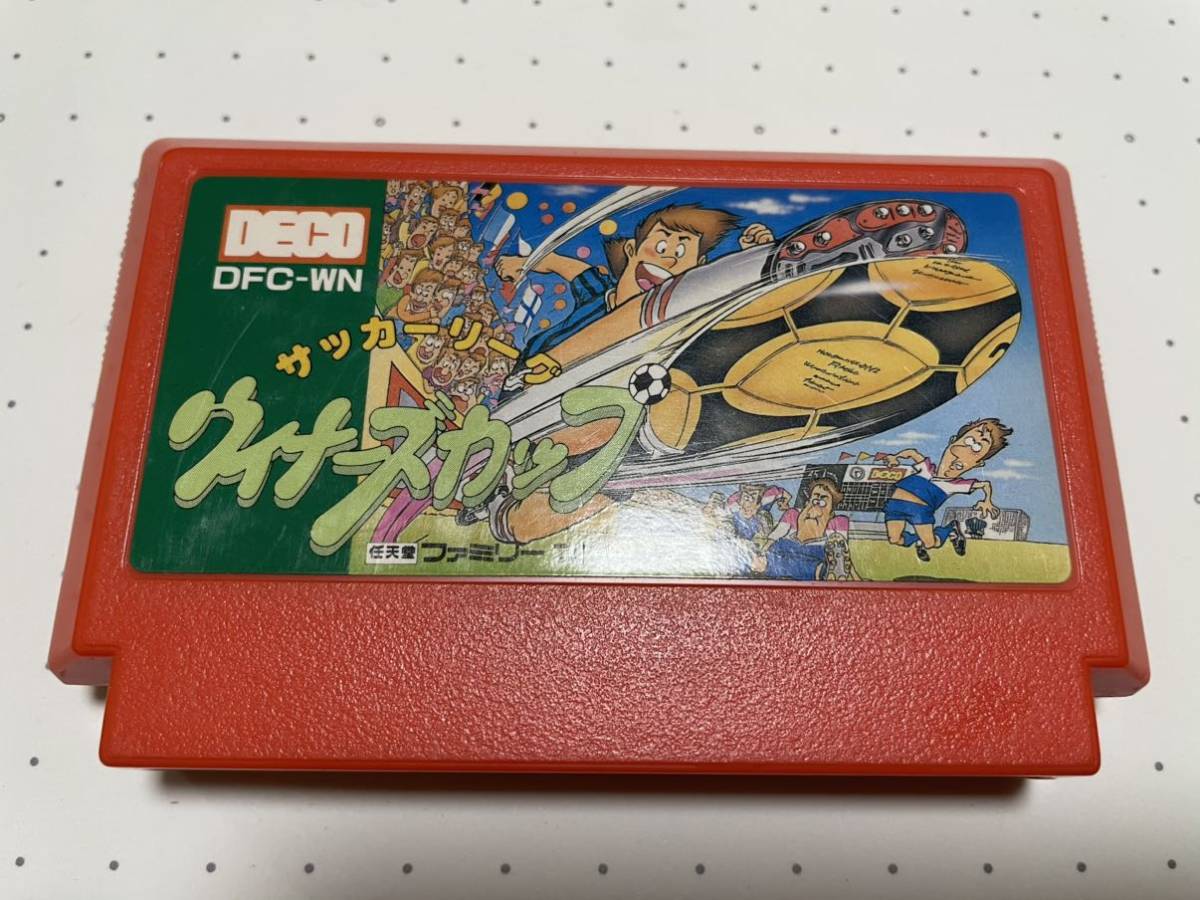 DECO
DFC-WN
サッカーリーグ
ウイナーズカップ
任天堂 ファミリー
DECO